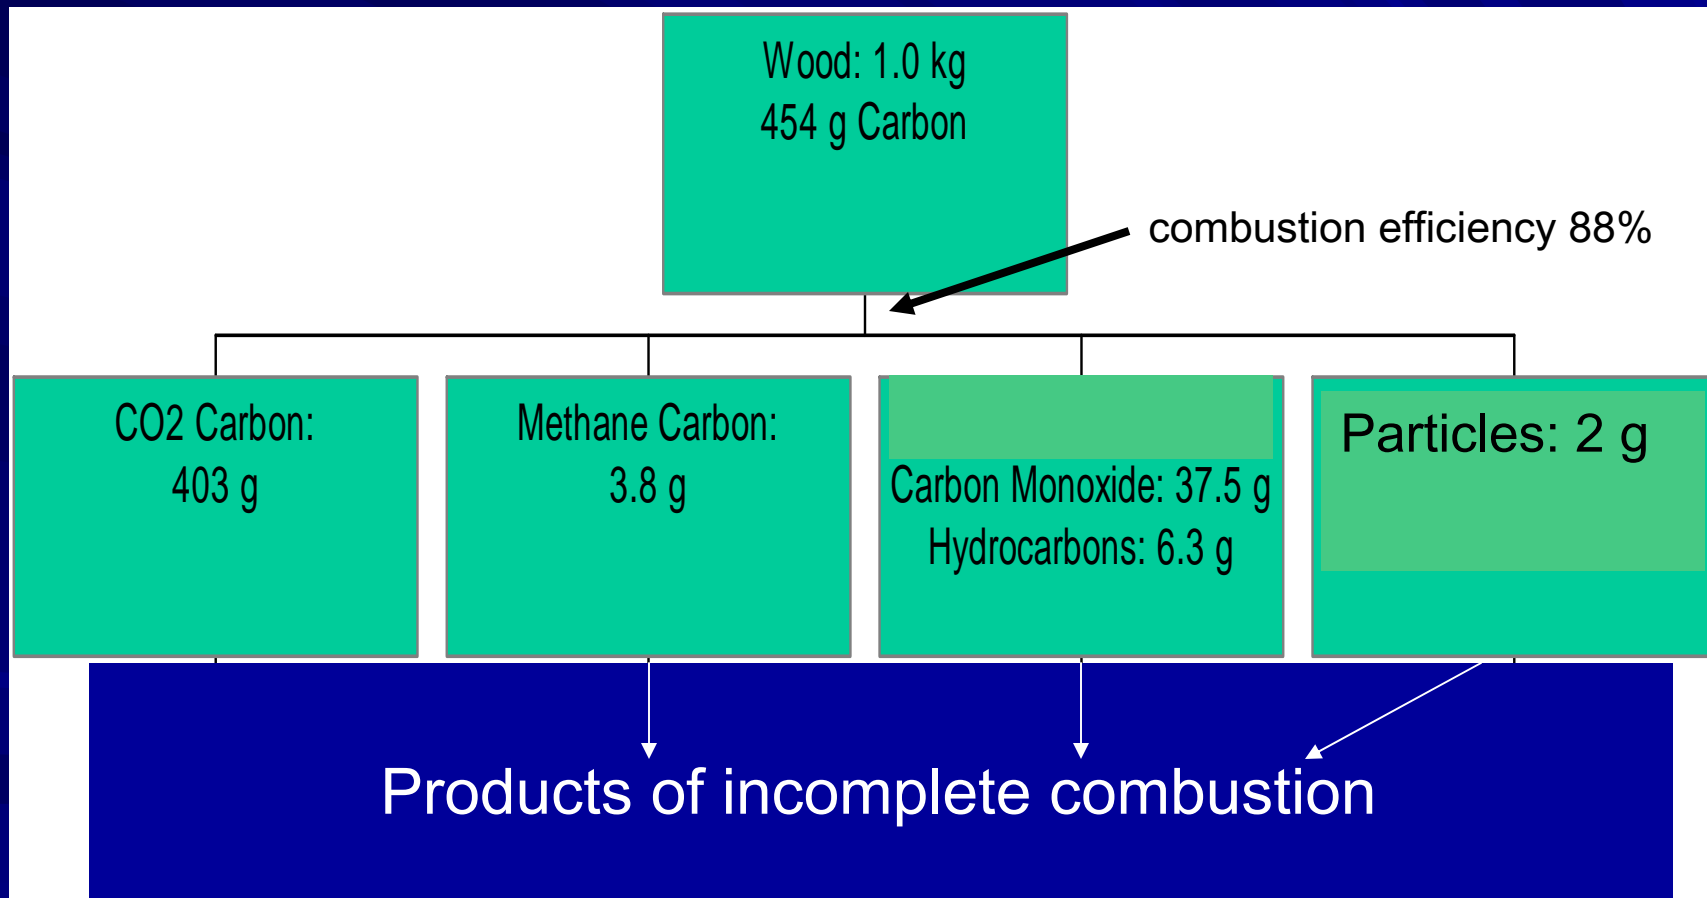 Wood: 1.0 kg
454 g Carbon
combustion efficiency 88%
CO2 Carbon:
403 g
Methane Carbon:
3.8 g
Carbon Monoxide: 37.5 g
Hydrocarbons: 6.3 g
Particles: 2 g
Products of incomplete combustion